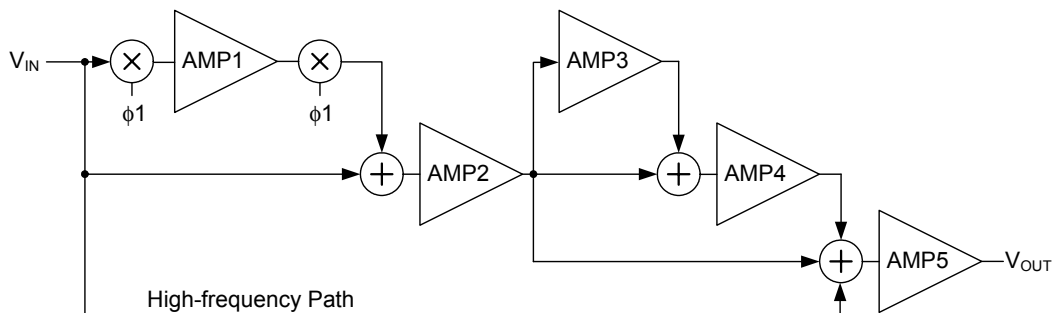 V_IN
AMP1
ϕ1
ϕ1
AMP2
AMP3
AMP4
AMP5
V_OUT
High-frequency Path